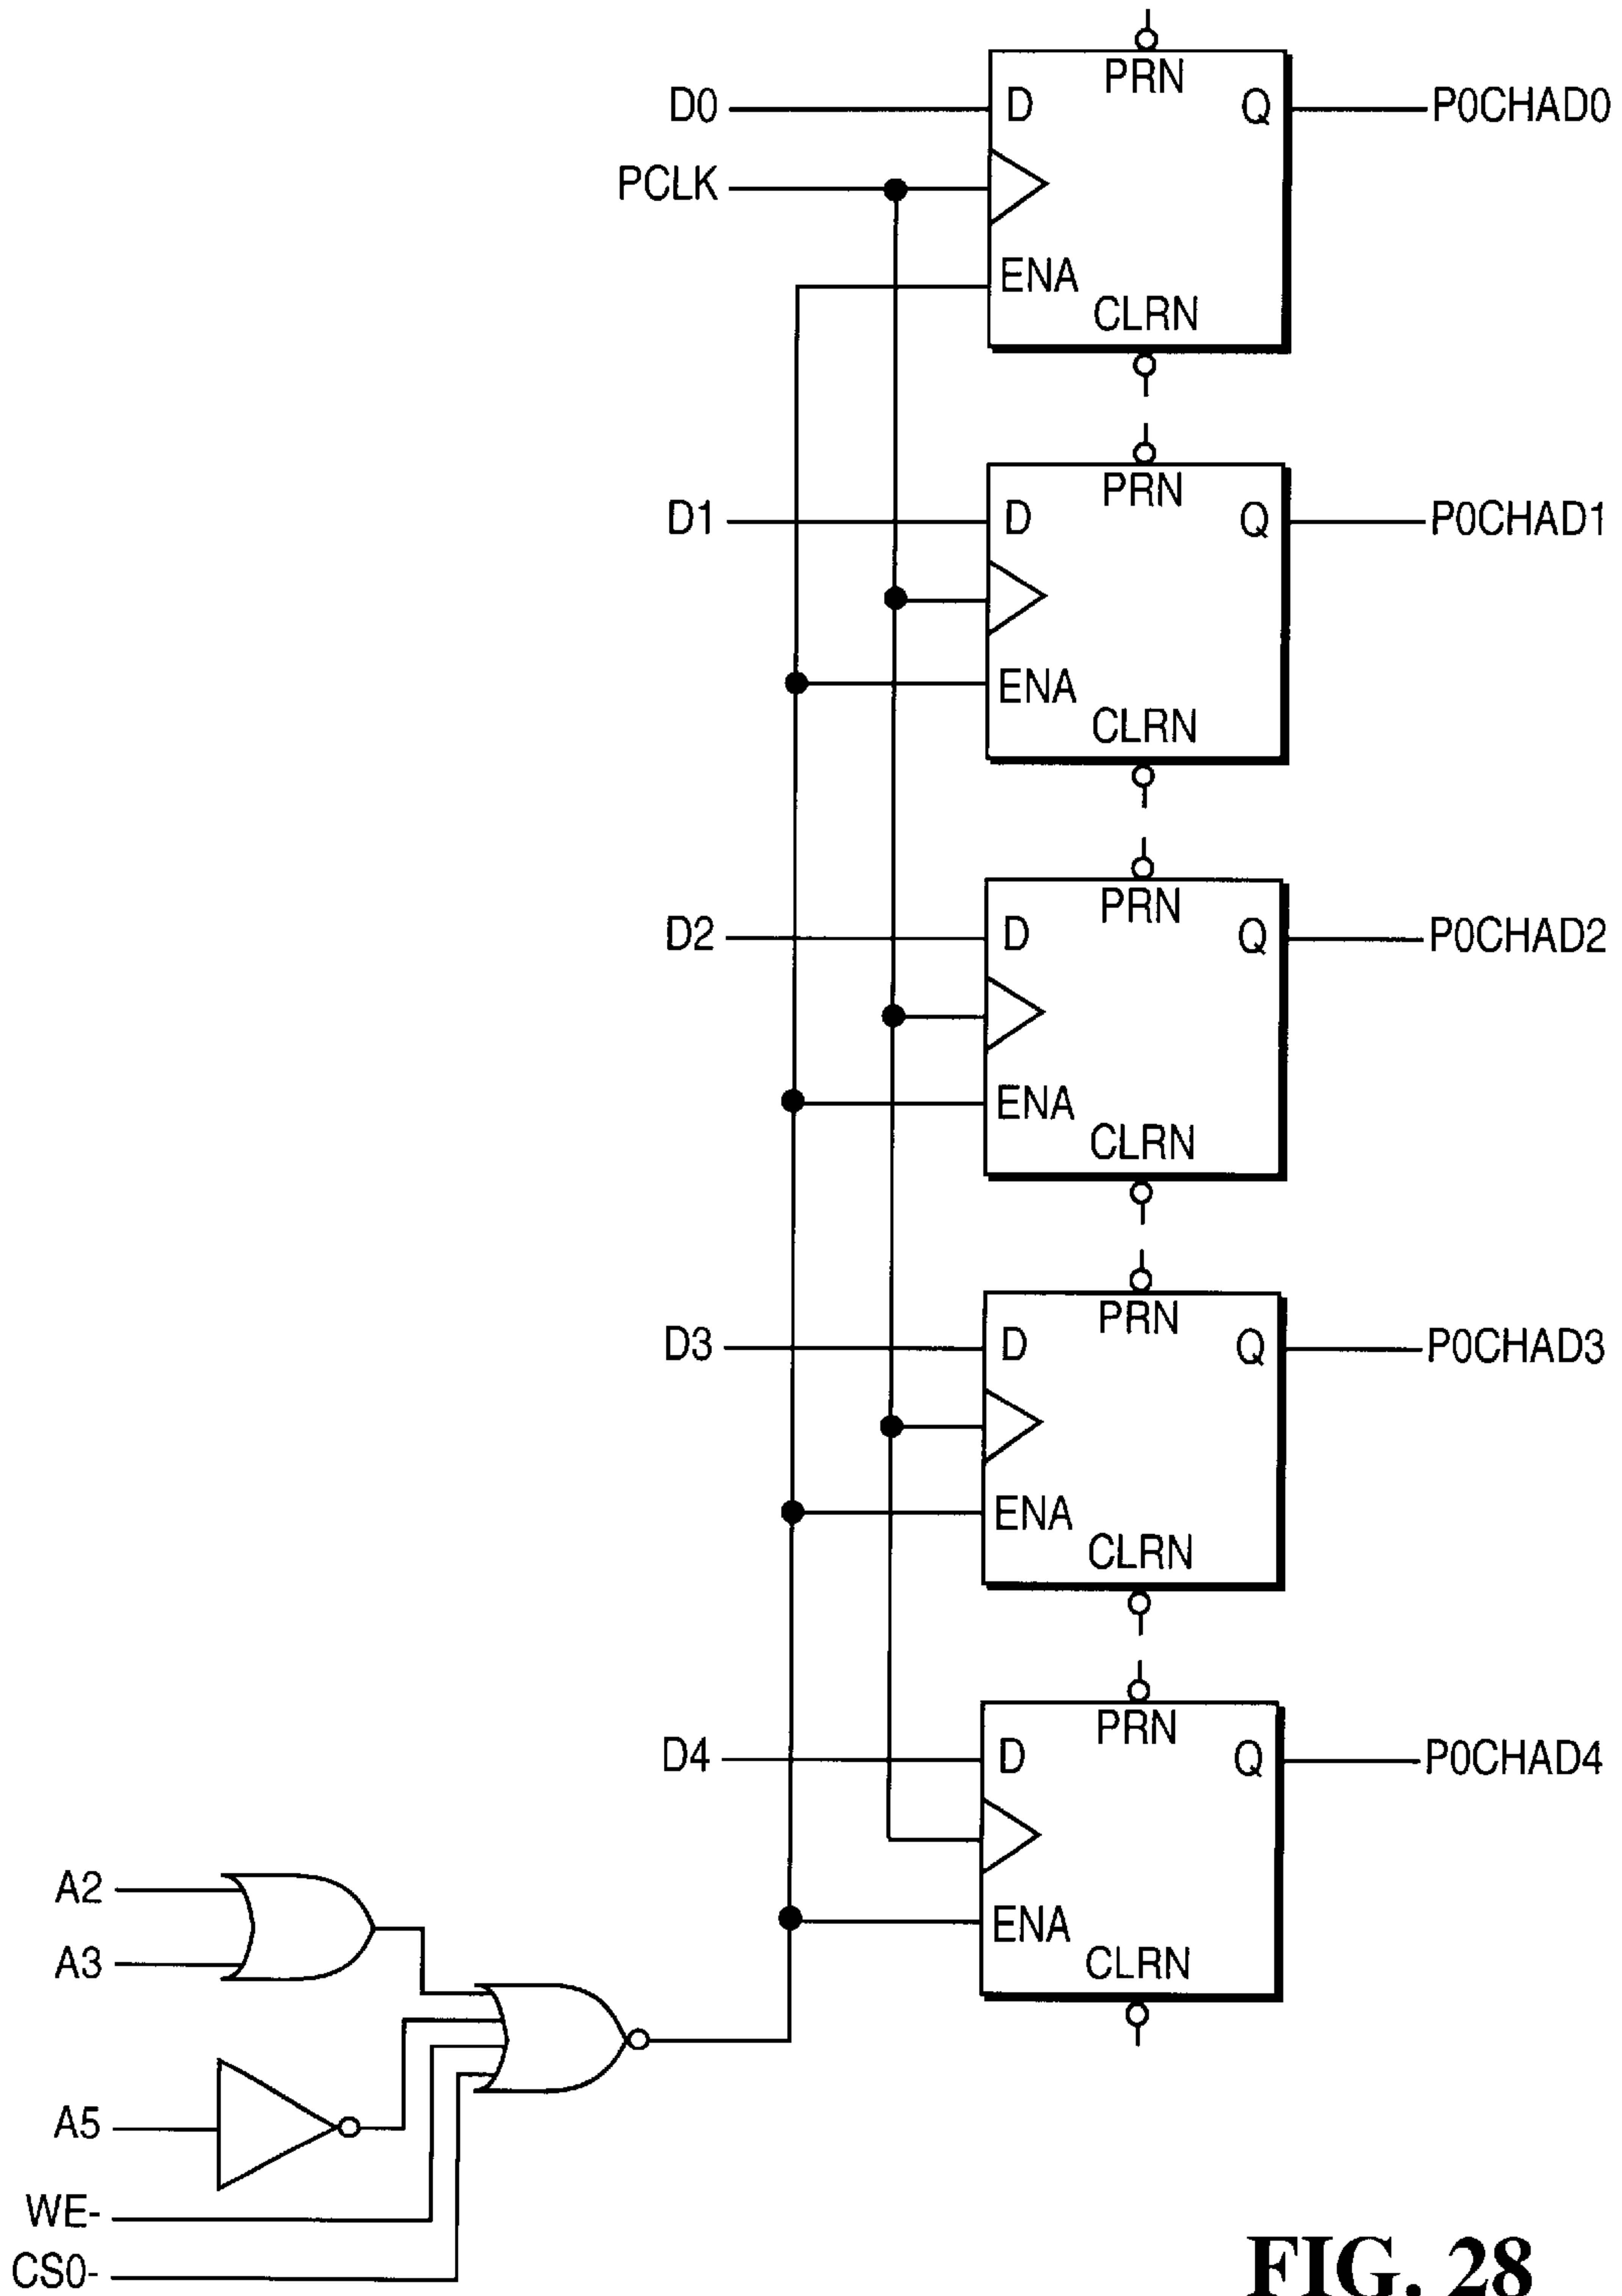 PRN
D0 D Q P0CHAD0
PCLK
ENA
CLRN
PRN
D1 D Q P0CHAD1
ENA
CLRN
PRN
D2 D Q P0CHAD2
ENA
CLRN
PRN
D3 D Q P0CHAD3
ENA
CLRN
PRN
D4 D Q P0CHAD4
A2
ENA
A3
CLRN
A5
WE-
CS0-
FIG. 28